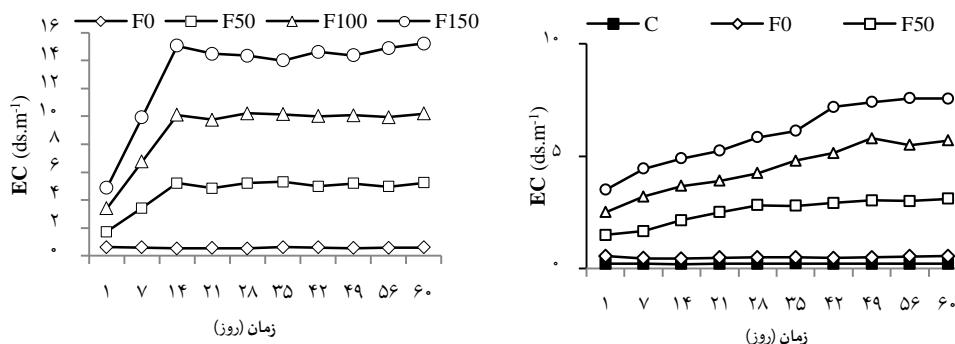 F0 F50 F100 F150
۱۶
۱۴
۱۲
۱۰
۸
۶
۴
۲
۰
EC (ds.m-1)
۱ ۷ ۱۴ ۲۱ ۲۸ ۳۵ ۴۲ ۴۹ ۵۶ ۶۰
زمان (روز)
C F0 F50
۱۰
۵
۰
EC (ds.m-1)
۱ ۷ ۱۴ ۲۱ ۲۸ ۳۵ ۴۲ ۴۹ ۵۶ ۶۰
زمان (روز)